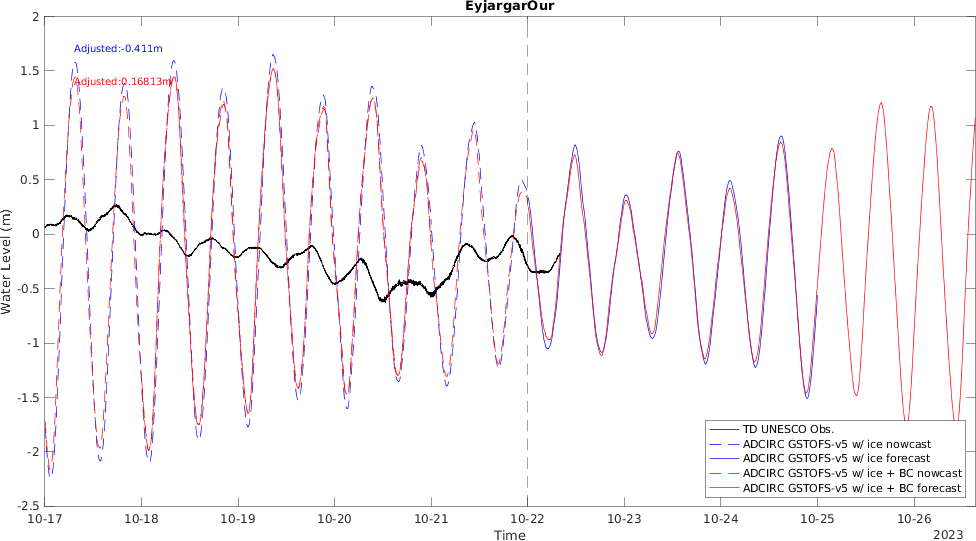 EyjargarOur
2
Adjusted:-0.411m
1.5
Adjusted:0.16813m
1
0.5
0
-0.5
-1
-1.5
-2
-2.5
Water Level (m)
TD UNESCO Obs.
ADCIRC GSTOFS-v5 w/ ice nowcast
ADCIRC GSTOFS-v5 w/ ice forecast
ADCIRC GSTOFS-v5 w/ ice + BC nowcast
ADCIRC GSTOFS-v5 w/ ice + BC forecast
10-17 10-18 10-19 10-20 10-21 10-22 10-23 10-24 10-25 10-26
Time
2023